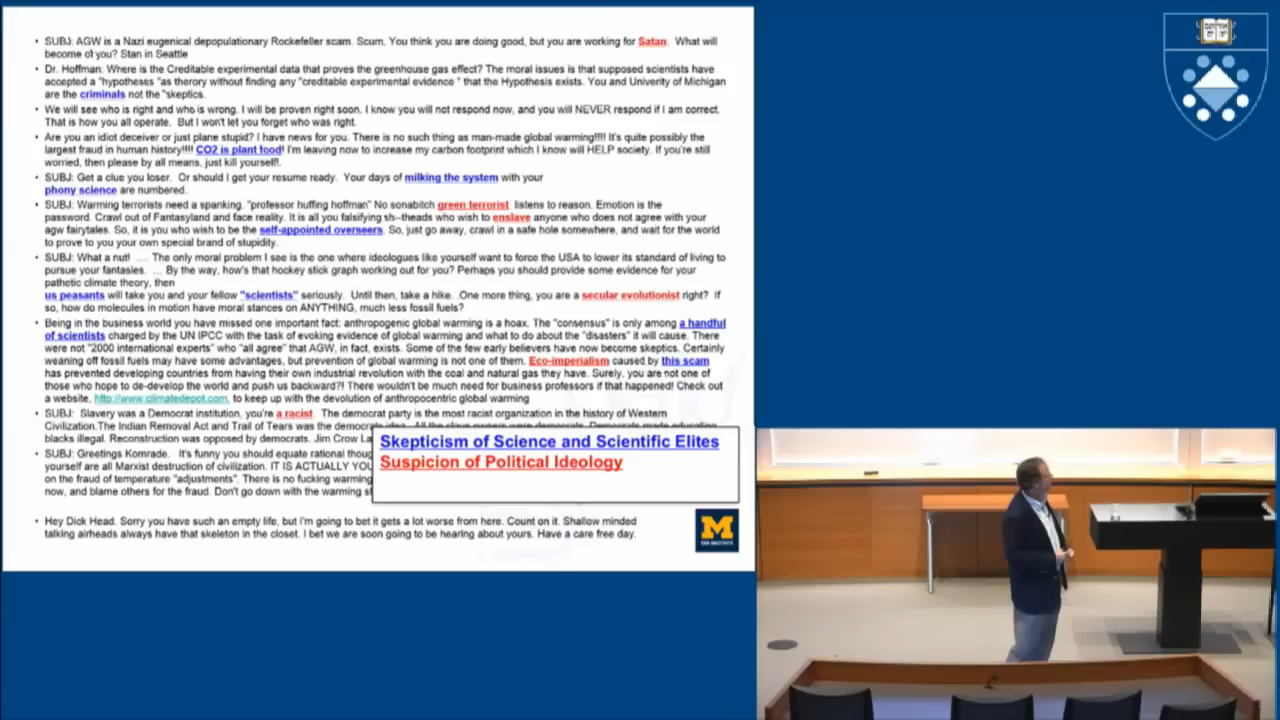 • SUBJ: AGW is a Nazi eugenical depopulationary Rockefeller scam. Scum, You think you are doing good, but you are working for Satan. What will
become of you? Stan in Seattle
• Dr. Hoffman: Where is the Creditable experimental data that proves the greenhouse gas effect? The moral issues is that supposed scientists have
accepted a "hypotheses "as therory without finding any "creditable experimental evidence " that the Hypothesis exists. You and Univerity of Michigan
are the criminals not the "skeptics.
• We will see who is right and who is wrong. I will be proven right soon. I know you will not respond now, and you will NEVER respond if I am correct.
That is how you all operate. But I won't let you forget who was right.
• Are you an idiot deceiver or just plane stupid? I have news for you. There is no such thing as man-made global warming!!!! It's quite possibly the
largest fraud in human history!!!! CO2 is plant food! I'm leaving now to increase my carbon footprint which I know will HELP society. If you're still
worried, then please by all means, just kill yourself!.
• SUBJ: Get a clue you loser. Or should I get your resume ready. Your days of milking the system with your
phony science are numbered.
• SUBJ: Warming terrorists need a spanking. "professor huffing hoffman" No sonabitch green terrorist listens to reason. Emotion is the
password. Crawl out of Fantasyland and face reality. It is all you falsifying sh--theads who wish to enslave anyone who does not agree with your
agw fairytales. So, it is you who wish to be the self-appointed overseers. So, just go away, crawl in a safe hole somewhere, and wait for the world
to prove to you your own special brand of stupidity.
• SUBJ: What a nut! .... The only moral problem I see is the one where ideologues like yourself want to force the USA to lower its standard of living to
pursue your fantasies. ... By the way, how's that hockey stick graph working out for you? Perhaps you should provide some evidence for your
pathetic climate theory, then
us peasants will take you and your fellow "scientists" seriously. Until then, take a hike. .One more thing, you are a secular evolutionist right? If
so, how do molecules in motion have moral stances on ANYTHING, much less fossil fuels?
• Being in the business world you have missed one important fact: anthropogenic global warming is a hoax. The "consensus" is only among a handful
of scientists charged by the UN IPCC with the task of evoking evidence of global warming and what to do about the "disasters" it will cause. There
were not "2000 international experts" who "all agree" that AGW, in fact, exists. Some of the few early believers have now become skeptics. Certainly
weaning off fossil fuels may have some advantages, but prevention of global warming is not one of them. Eco-imperialism caused by this scam
has prevented developing countries from having their own industrial revolution with the coal and natural gas they have. Surely, you are not one of
those who hope to de-develop the world and push us backward?! There wouldn't be much need for business professors if that happened! Check out
a website, http://www.climatedepot.com, to keep up with the devolution of anthropocentric global warming
• SUBJ: Slavery was a Democrat institution, you're a racist. The democrat party is the most racist organization in the history of Western
Civilization.The Indian Removal Act and Trail of Tears was the democrats idea. All the slave owners were democrats. Democrats made educating
blacks illegal. Reconstruction was opposed by democrats. Jim Crow
• SUBJ: Greetings Komrade. It's funny you should equate rational
yourself are all Marxist destruction of civilization. IT IS ACTUALLY
on the fraud of temperature "adjustments". There is no fucking
now, and blame others for the fraud. Don't go down with the warming
Skepticism of Science and Scientific Elites
Suspicion of Political Ideology
• Hey Dick Head. Sorry you have such an empty life, but I'm going to bet it gets a lot worse from here. Count on it. Shallow minded
talking airheads always have that skeleton in the closet. I bet we are soon going to be hearing about yours. Have a care free day.
M